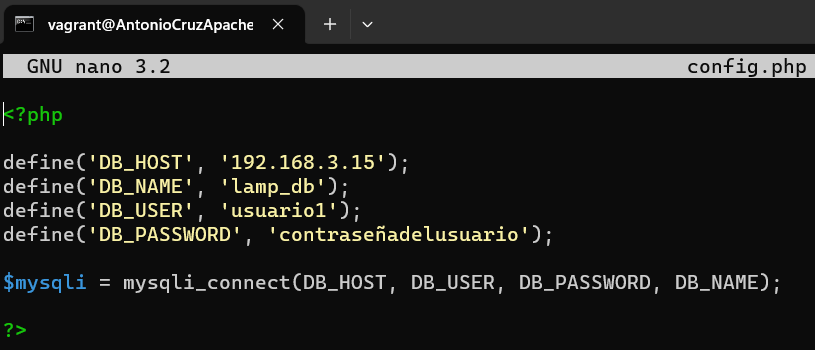 vagrant@AntonioCruzApache
GNU nano 3.2 config.php
<?php
define('DB_HOST', '192.168.3.15');
define('DB_NAME', 'lamp_db');
define('DB_USER', 'usuario1');
define('DB_PASSWORD', 'contraseñadelusuario');
$mysqli = mysqli_connect(DB_HOST, DB_USER, DB_PASSWORD, DB_NAME);
?>